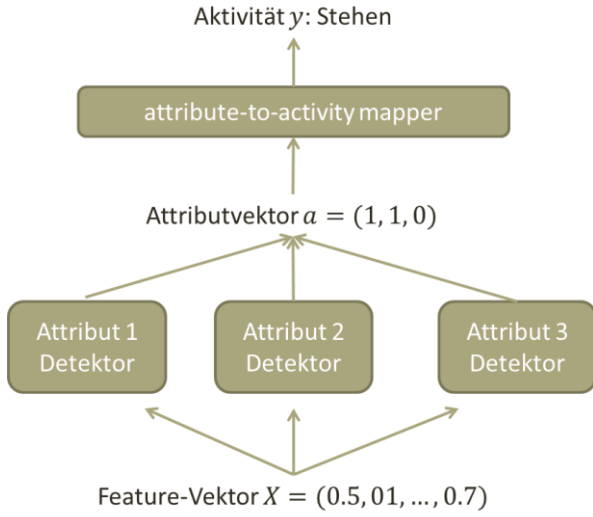 Aktivität y: Stehen
attribute-to-activity mapper
Attributvektor a = (1, 1, 0)
Attribut 1 Detektor
Attribut 2 Detektor
Attribut 3 Detektor
Feature-Vektor X = (0.5, 01, ..., 0.7)